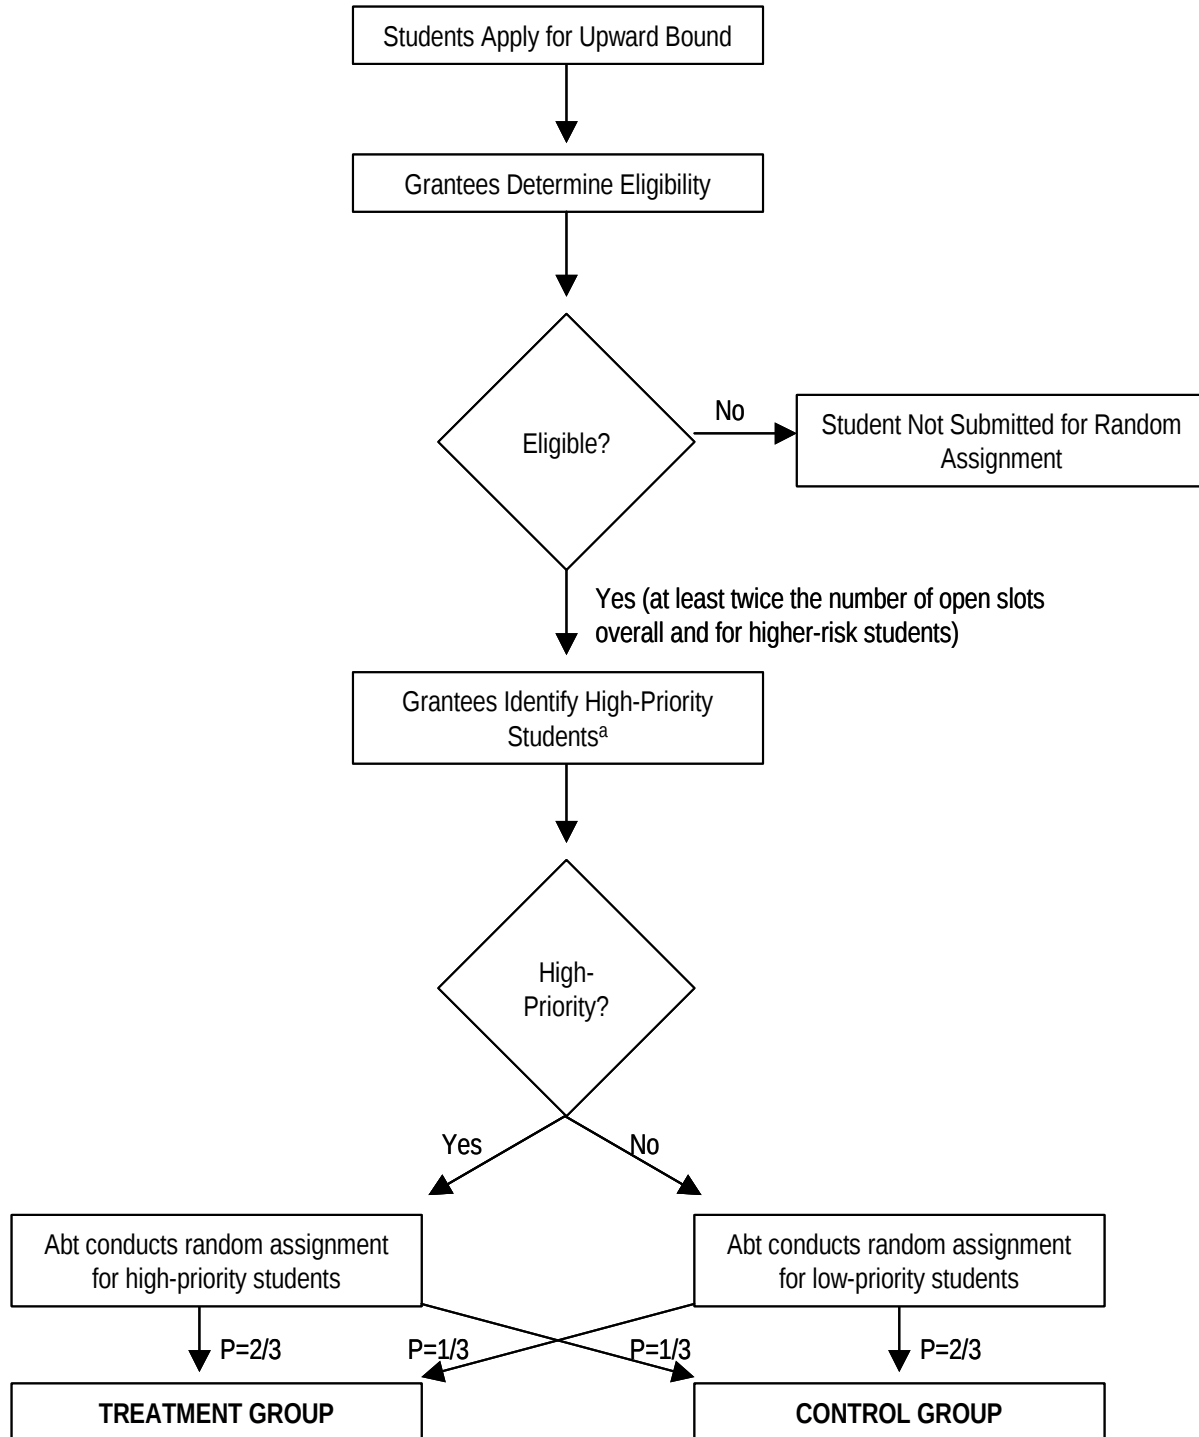 Students Apply for Upward Bound
Grantees Determine Eligibility
Eligible?
No
Student Not Submitted for Random
Assignment
Yes (at least twice the number of open slots
overall and for higher-risk students)
Grantees Identify High-Priority
Studentsᵃ
High-
Priority?
Yes
No
Abt conducts random assignment
for high-priority students
Abt conducts random assignment
for low-priority students
P=2/3
P=1/3
P=1/3
P=2/3
TREATMENT GROUP
CONTROL GROUP